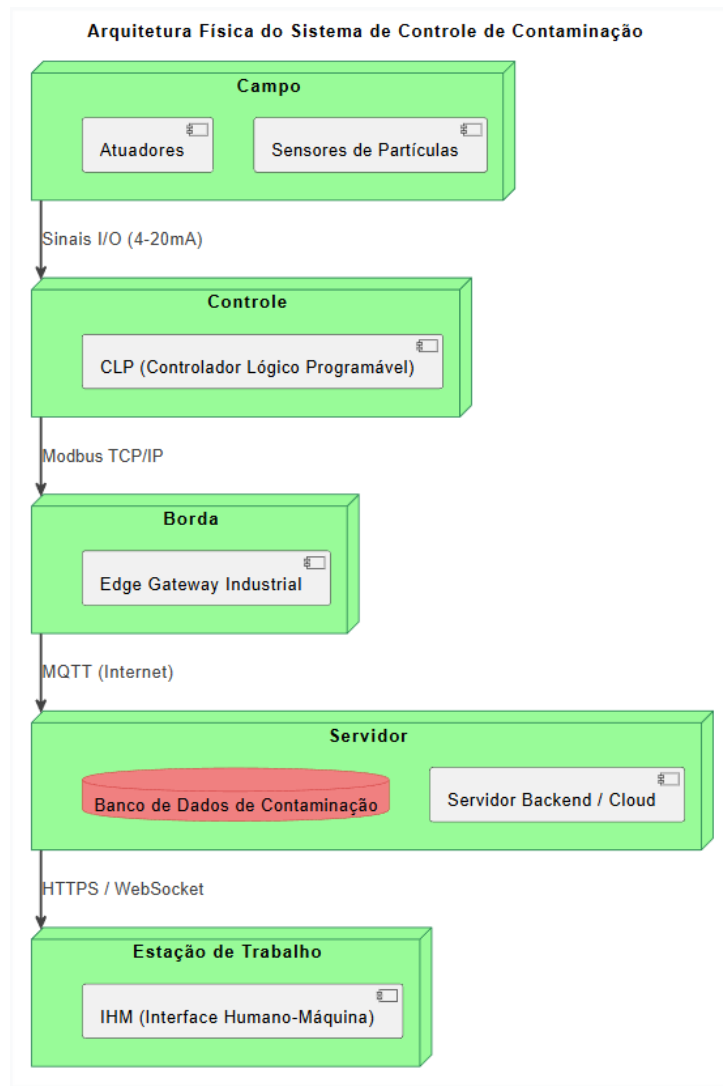 Arquitetura Física do Sistema de Controle de Contaminação
Campo
Atuadores
Sensores de Partículas
Sinais I/O (4-20mA)
Controle
CLP (Controlador Lógico Programável)
Modbus TCP/IP
Borda
Edge Gateway Industrial
MQTT (Internet)
Servidor
Banco de Dados de Contaminação
Servidor Backend / Cloud
HTTPS / WebSocket
Estação de Trabalho
IHM (Interface Humano-Máquina)